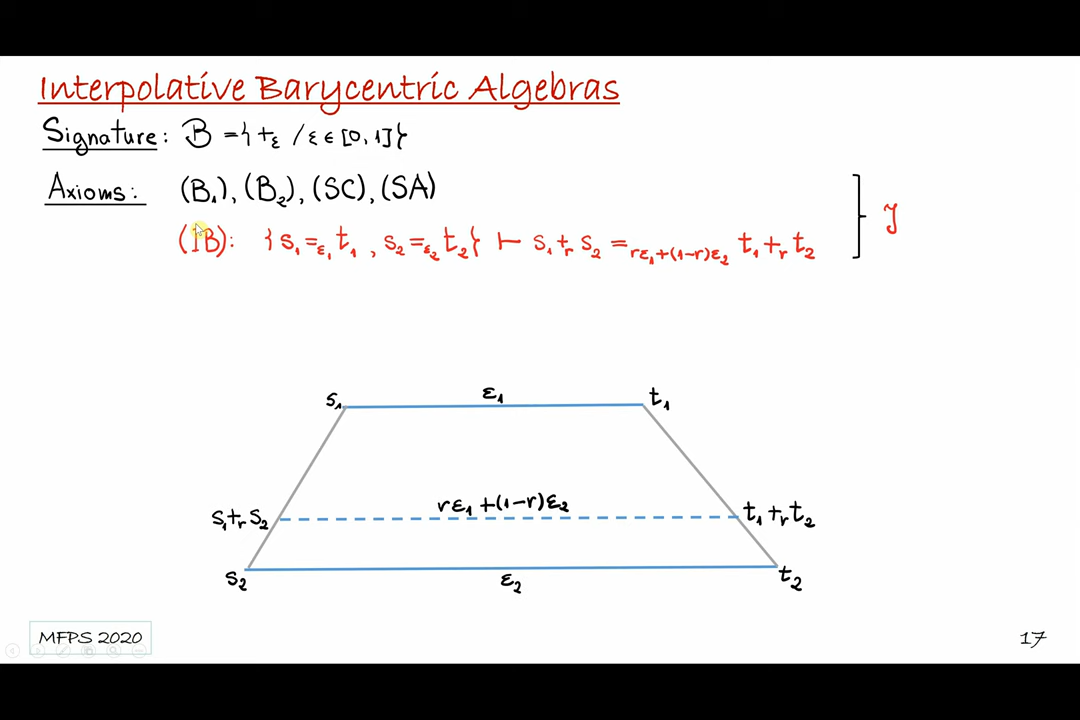 Interpolative Barycentric Algebras
Signature: B = {+ε / ε ∈ [0, 1]}
Axioms: (B₁), (B₂), (SC), (SA)
(IB): {s₁ =ε₁ t₁, s₂ =ε₂ t₂} ⊢ s₁ +ᵣ s₂ =rε₁+(1-r)ε₂ t₁ +ᵣ t₂
s₁ ε₁ t₁
s₁+ᵣ s₂ rε₁+(1-r)ε₂ t₁+ᵣ t₂
s₂ ε₂ t₂
MFPS 2020 17